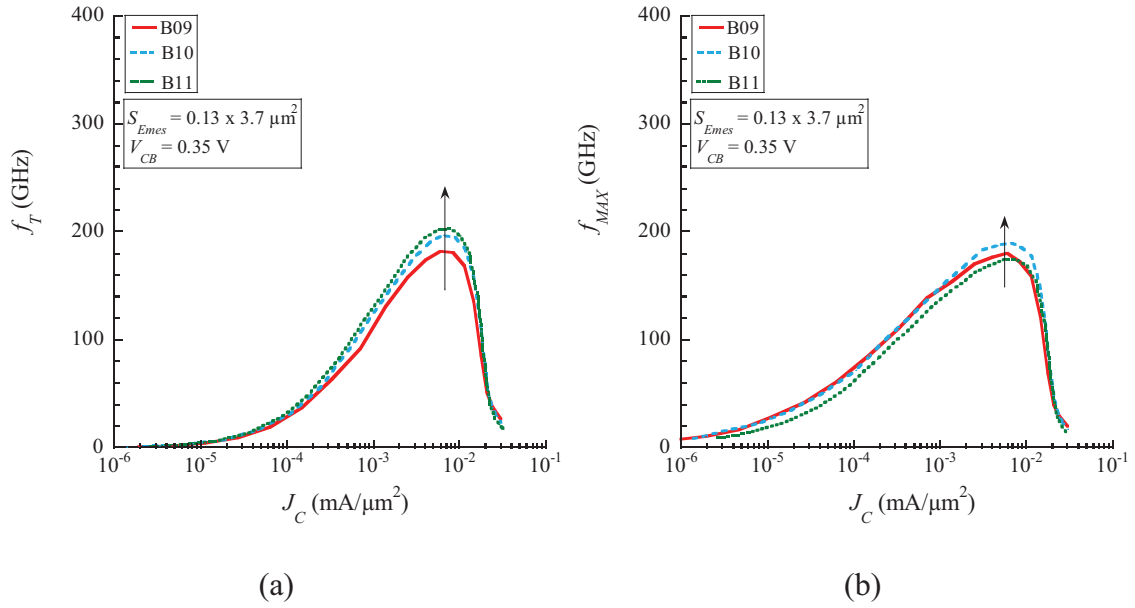 400
300
200
100
0
f_T (GHz)
B09
B10
B11
S_Emes = 0.13 x 3.7 µm²
V_CB = 0.35 V
10⁻⁶ 10⁻⁵ 10⁻⁴ 10⁻³ 10⁻² 10⁻¹
J_C (mA/µm²)
(a)
400
300
200
100
0
f_MAX (GHz)
B09
B10
B11
S_Emes = 0.13 x 3.7 µm²
V_CB = 0.35 V
10⁻⁶ 10⁻⁵ 10⁻⁴ 10⁻³ 10⁻² 10⁻¹
J_C (mA/µm²)
(b)